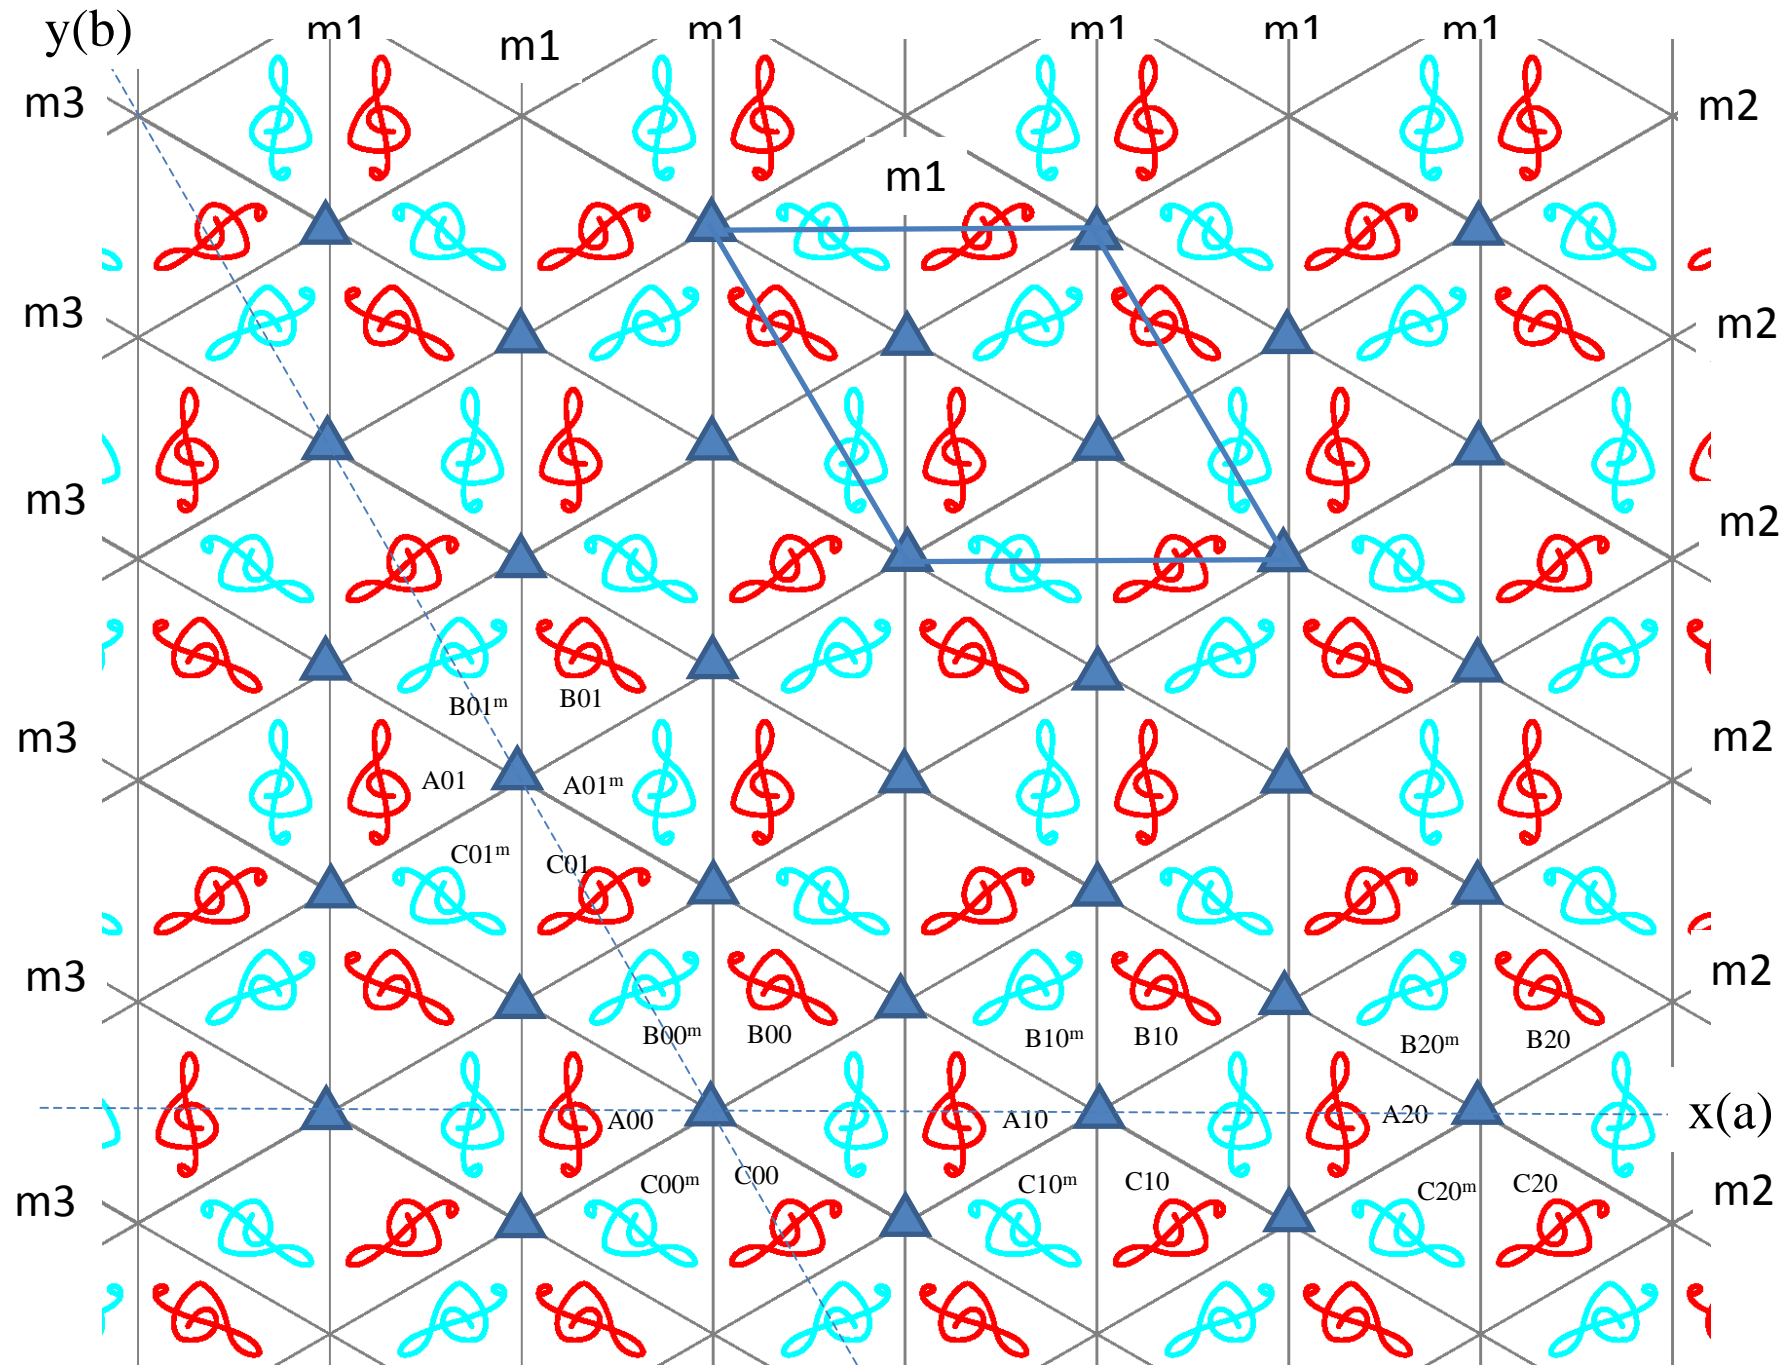 y(b)
m1 m1 m1 m1 m1 m1
m3 m2
m1
m3 m2
m3 m2
B01ᵐ B01
m3 m2
A01 A01ᵐ
C01ᵐ C01
m3 m2
B00ᵐ B00 B10ᵐ B10 B20ᵐ B20
A00 A10 A20 x(a)
C00ᵐ C00 C10ᵐ C10 C20ᵐ C20
m3 m2